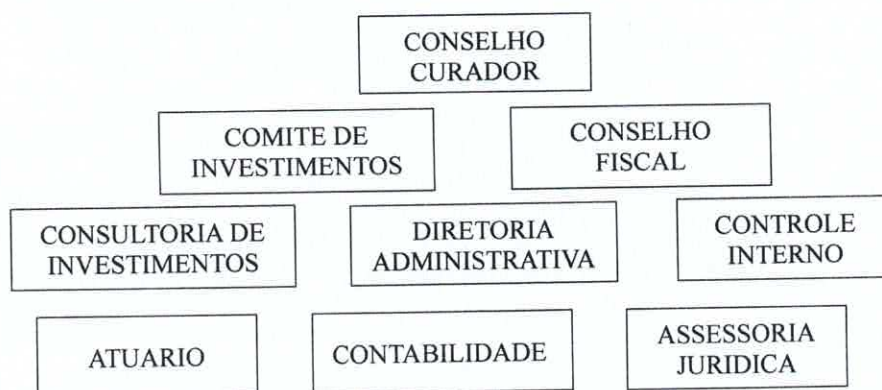 CONSELHO
CURADOR
COMITE DE
INVESTIMENTOS
CONSELHO
FISCAL
CONSULTORIA DE
INVESTIMENTOS
DIRETORIA
ADMINISTRATIVA
CONTROLE
INTERNO
ATUARIO
CONTABILIDADE
ASSESSORIA
JURIDICA